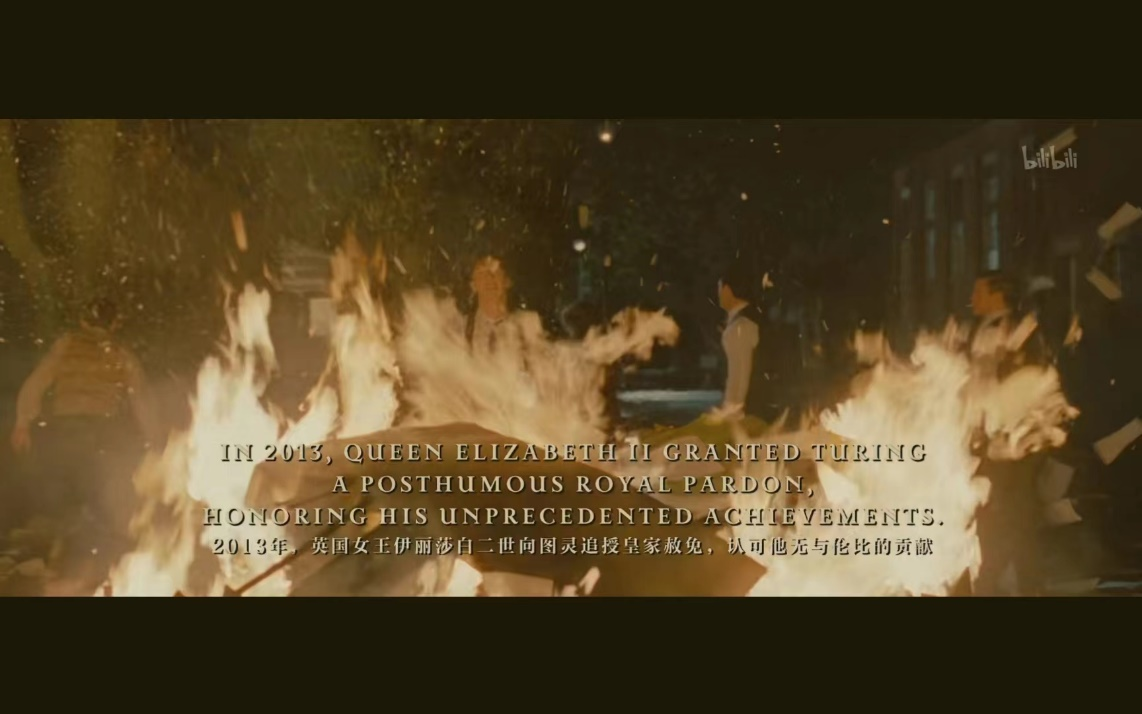 bilibili
IN 2013, QUEEN ELIZABETH II GRANTED TURING
A POSTHUMOUS ROYAL PARDON,
HONORING HIS UNPRECEDENTED ACHIEVEMENTS.
2013年，英国女王伊丽莎白二世向图灵追授皇家赦免，认可他无与伦比的贡献